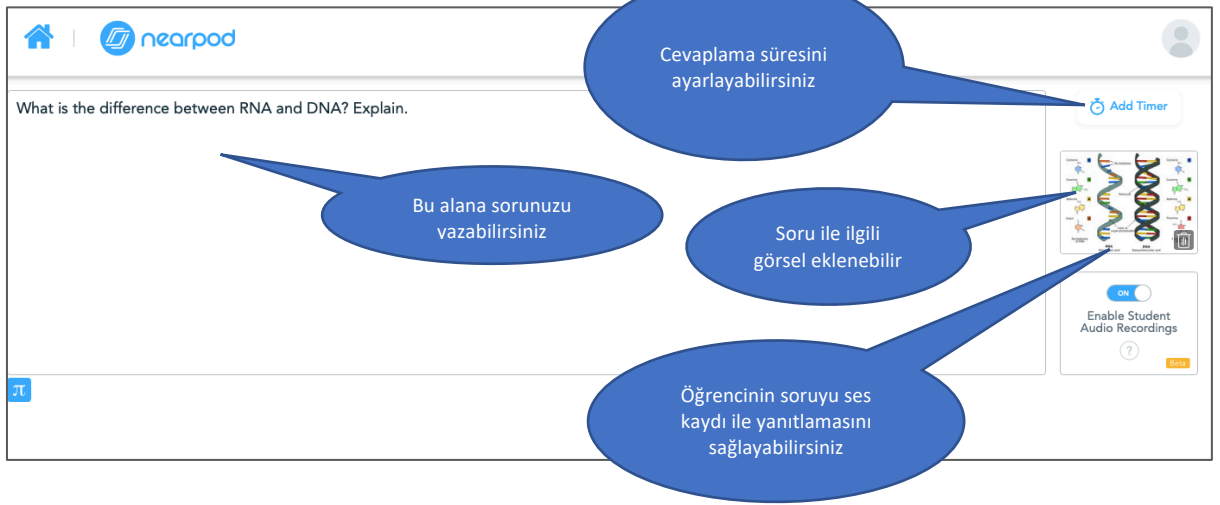 nearpod
What is the difference between RNA and DNA? Explain.
Cevaplama süresini
ayarlayabilirsiniz
Add Timer
Bu alana sorunuzu
yazabilirsiniz
Soru ile ilgili
görsel eklenebilir
ON
Enable Student
Audio Recordings
?
Beta
π
Öğrencinin soruyu ses
kaydı ile yanıtlamasını
sağlayabilirsiniz